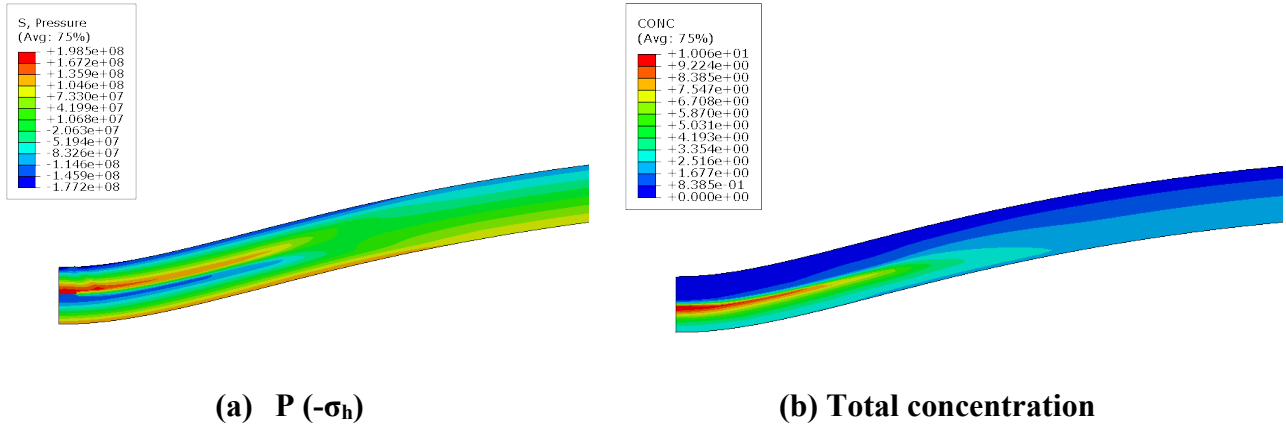 S, Pressure
(Avg: 75%)
+1.985e+08
+1.672e+08
+1.359e+08
+1.046e+08
+7.330e+07
+4.199e+07
+1.068e+07
-2.063e+07
-5.194e+07
-8.326e+07
-1.146e+08
-1.459e+08
-1.772e+08
CONC
(Avg: 75%)
+1.006e+01
+9.224e+00
+8.385e+00
+7.547e+00
+6.708e+00
+5.870e+00
+5.031e+00
+4.193e+00
+3.354e+00
+2.516e+00
+1.677e+00
+8.385e-01
+0.000e+00
(a) P (-σh)
(b) Total concentration